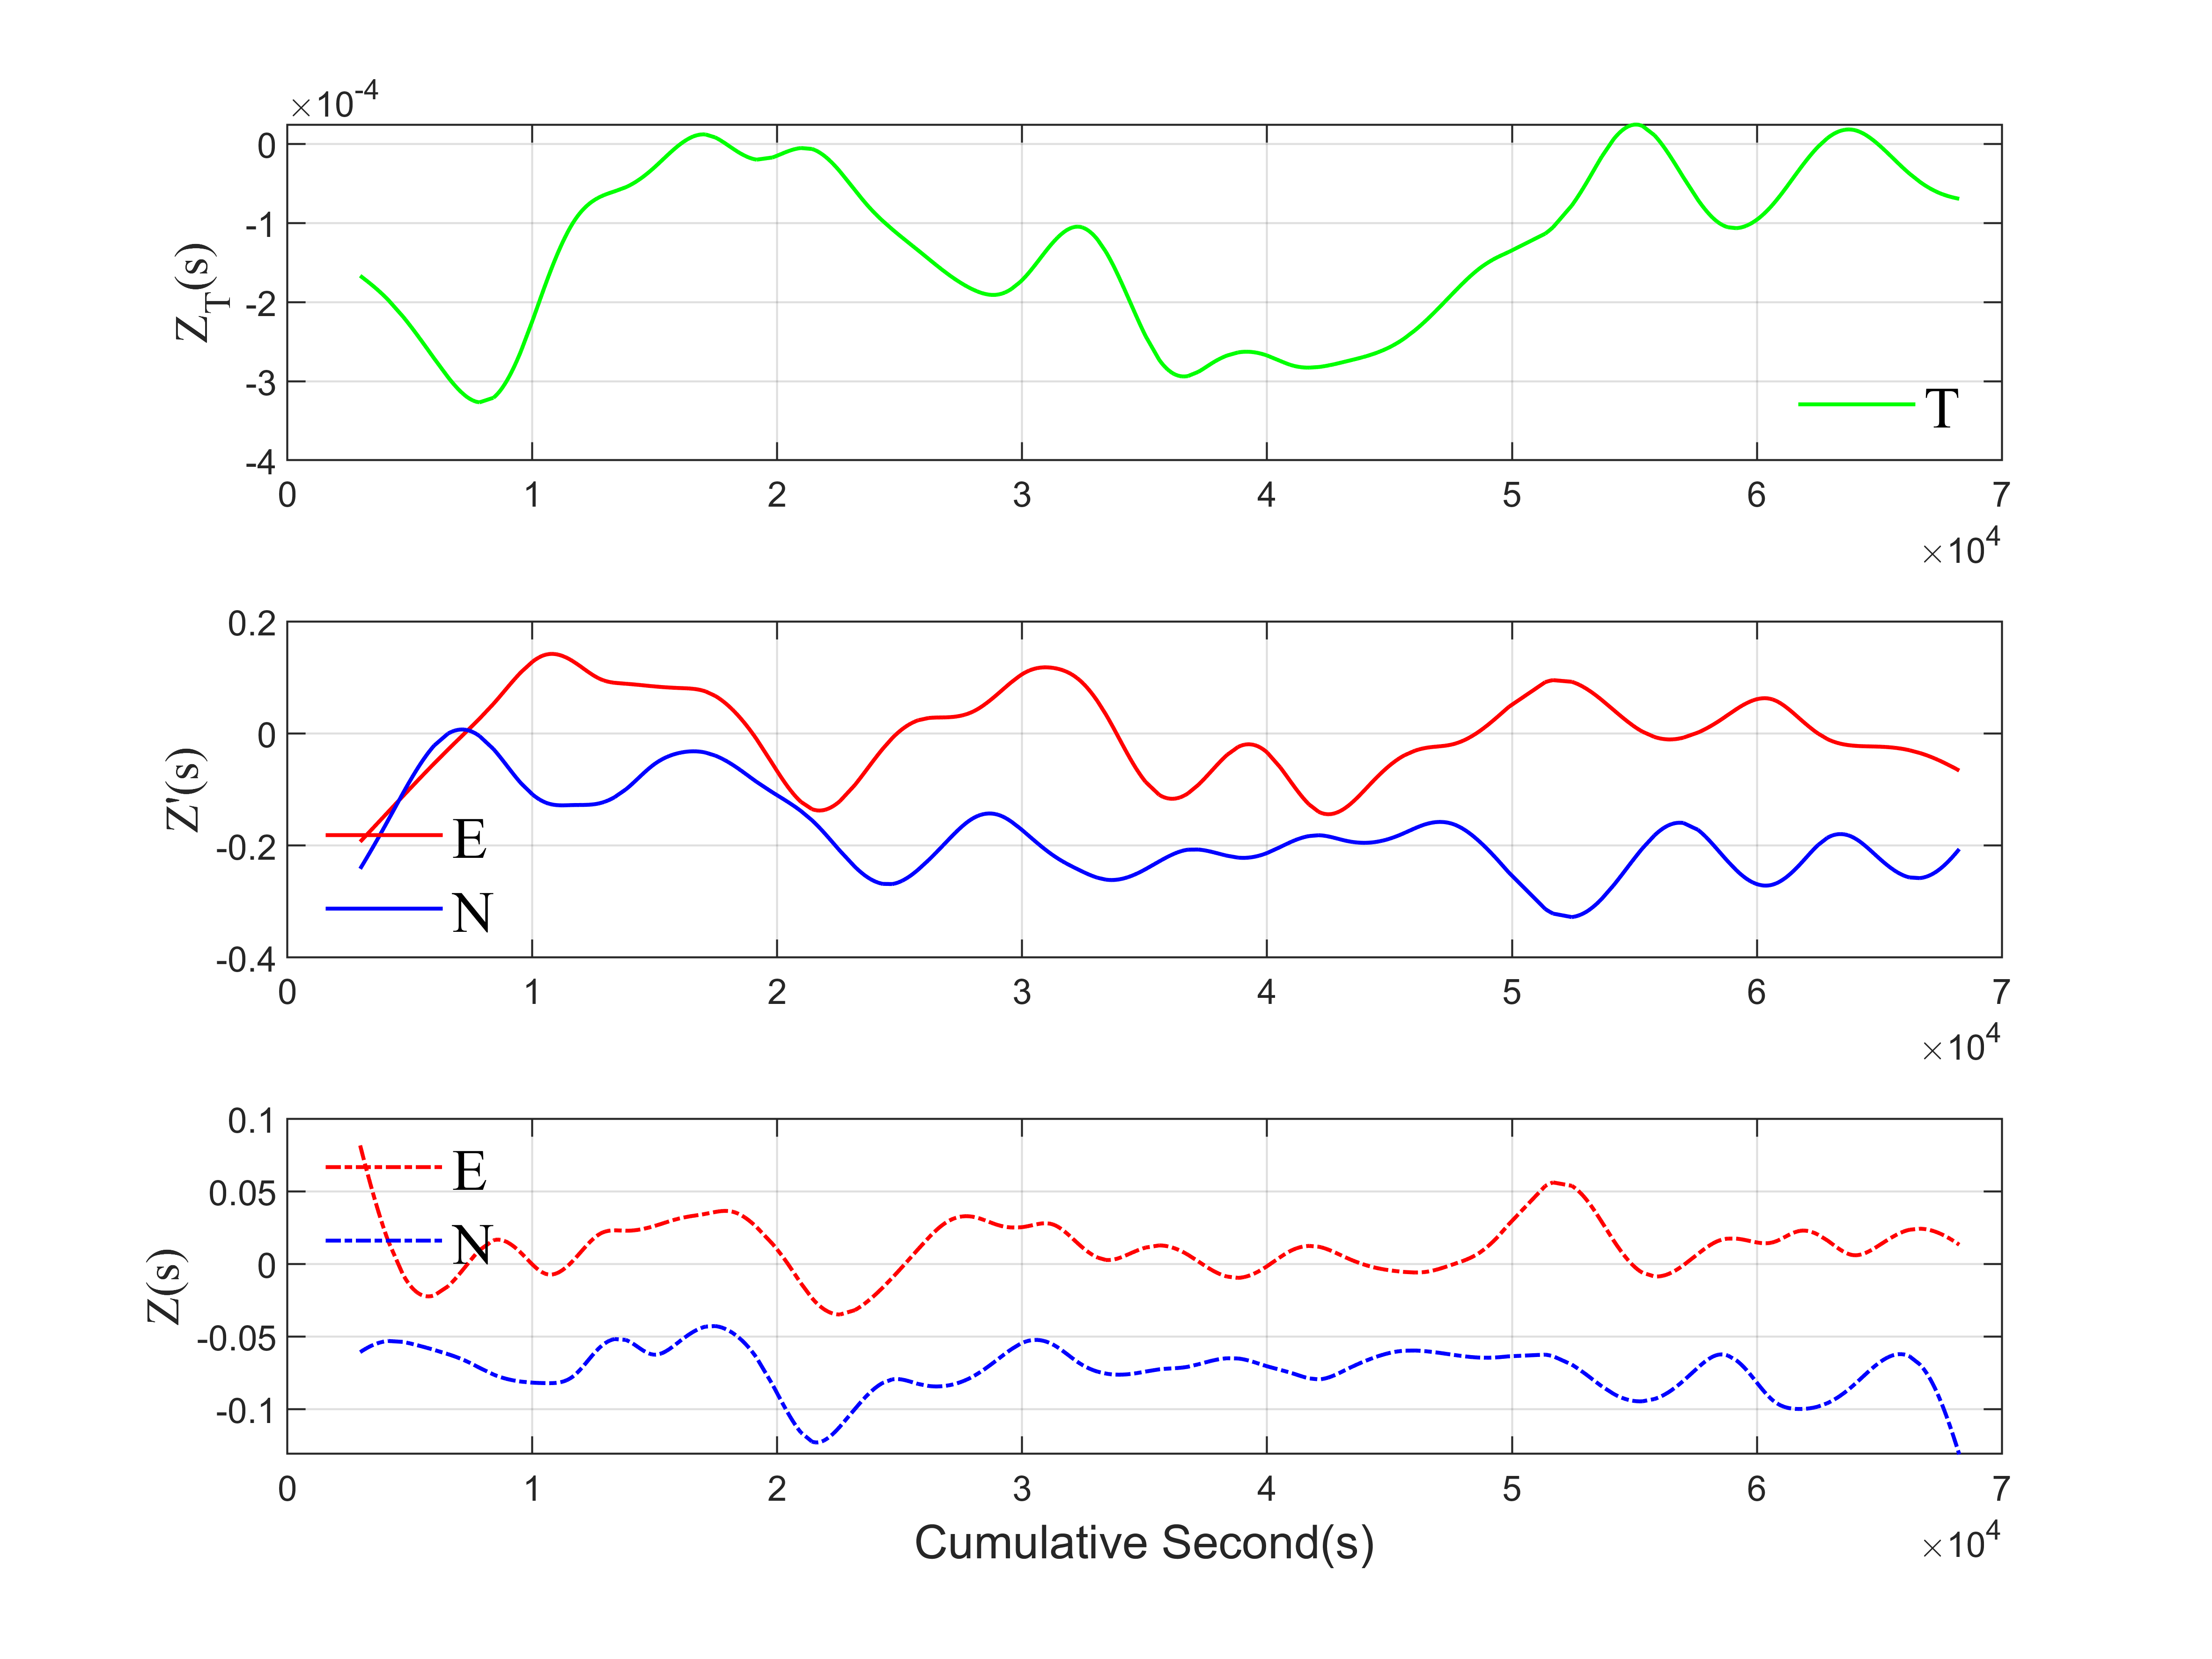 ×10-4
0
-1
-2
-3
-4
ZT(s)
T
0 1 2 3 4 5 6 7
×104
0.2
0
-0.2
-0.4
Z'(s)
E
N
0 1 2 3 4 5 6 7
×104
0.1
0.05
0
-0.05
-0.1
Z(s)
E
N
0 1 2 3 4 5 6 7
Cumulative Second(s)
×104